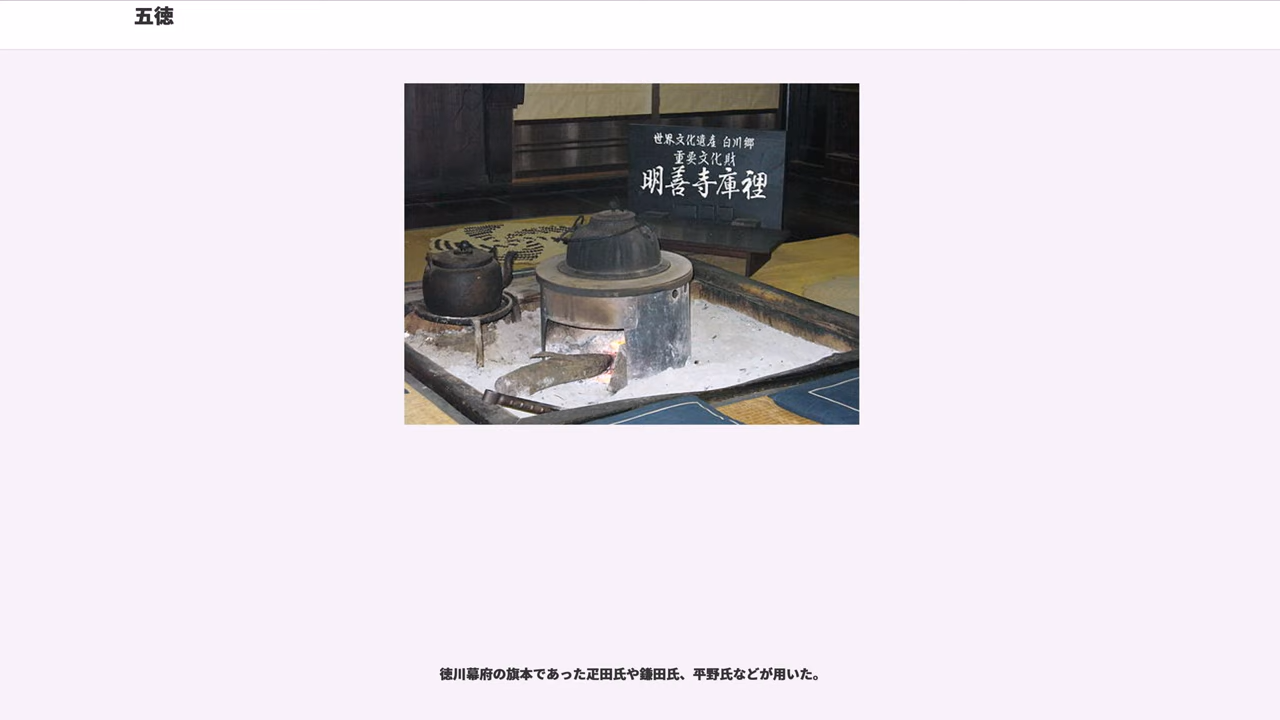 五徳
世界文化遺産 白川郷
重要文化財
明善寺庫裡
徳川幕府の旗本であった疋田氏や鎌田氏、平野氏などが用いた。